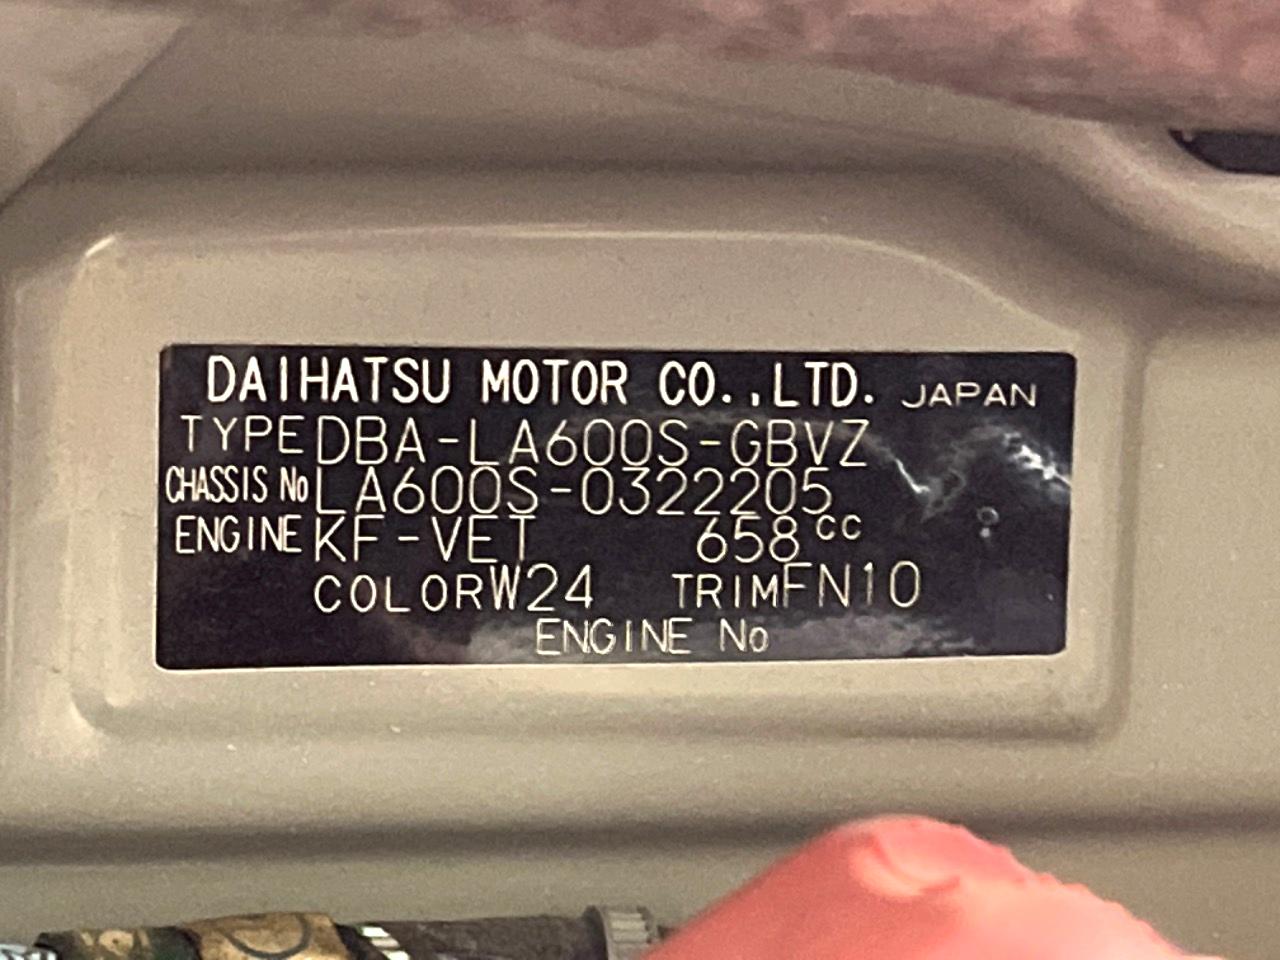 DAIHATSU MOTOR CO.,LTD. JAPAN
TYPE DBA-LA600S-GBVZ
CHASSIS No LA600S-0322205
ENGINE KF-VET 658cc
COLOR W24 TRIM FN10
ENGINE No